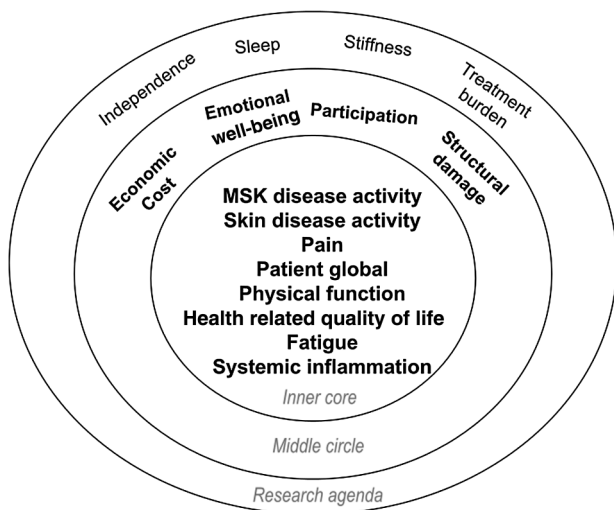 Independence
Sleep
Stiffness
Treatment
burden
Economic
Cost
Emotional
well-being
Participation
Structural
damage
MSK disease activity
Skin disease activity
Pain
Patient global
Physical function
Health related quality of life
Fatigue
Systemic inflammation
Inner core
Middle circle
Research agenda